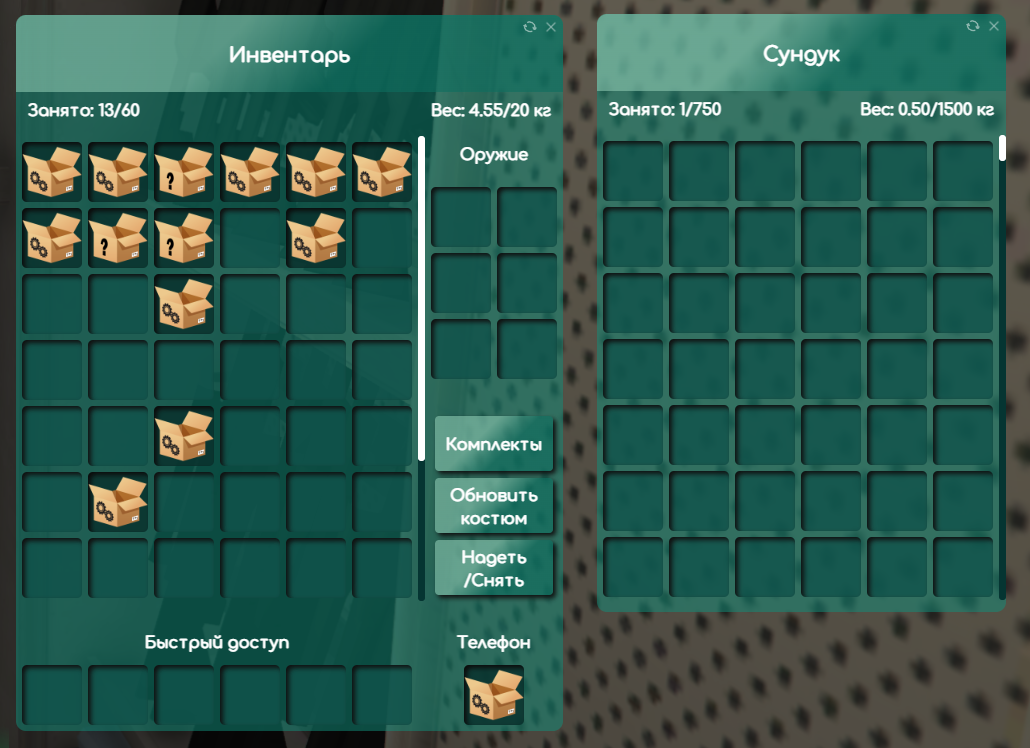 Инвентарь
Занято: 13/60
Вес: 4.55/20 кг
Оружие
?
? ?
Комплекты
Обновить
костюм
Надеть
/Снять
Быстрый доступ
Телефон
Сундук
Занято: 1/750
Вес: 0.50/1500 кг